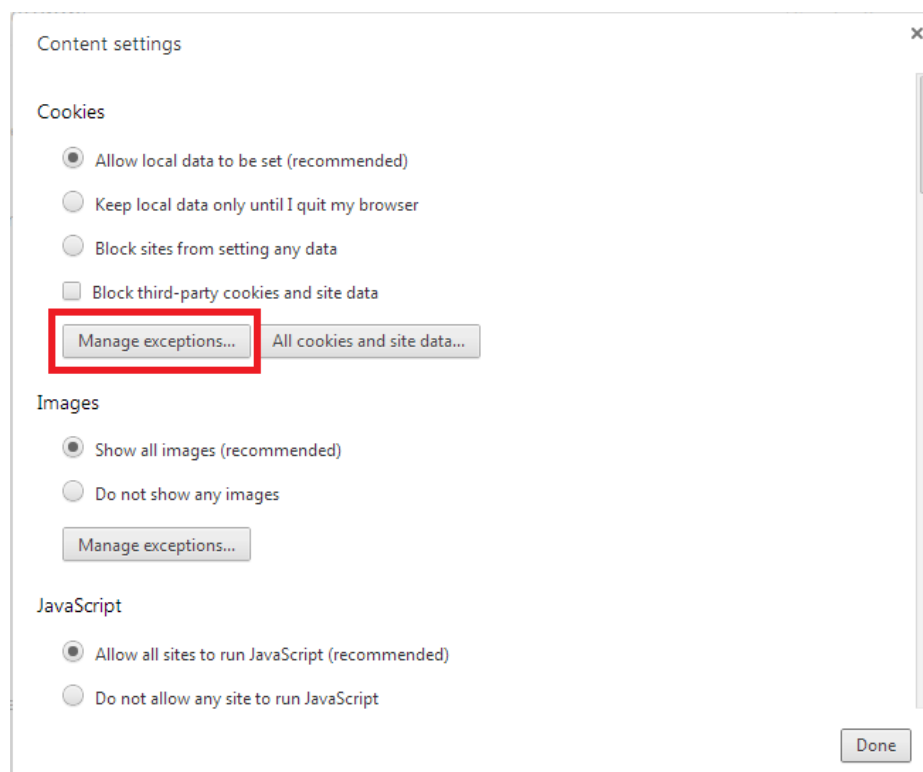 Content settings
Cookies
Allow local data to be set (recommended)
Keep local data only until I quit my browser
Block sites from setting any data
Block third-party cookies and site data
Manage exceptions... All cookies and site data...
Images
Show all images (recommended)
Do not show any images
Manage exceptions...
JavaScript
Allow all sites to run JavaScript (recommended)
Do not allow any site to run JavaScript
Done